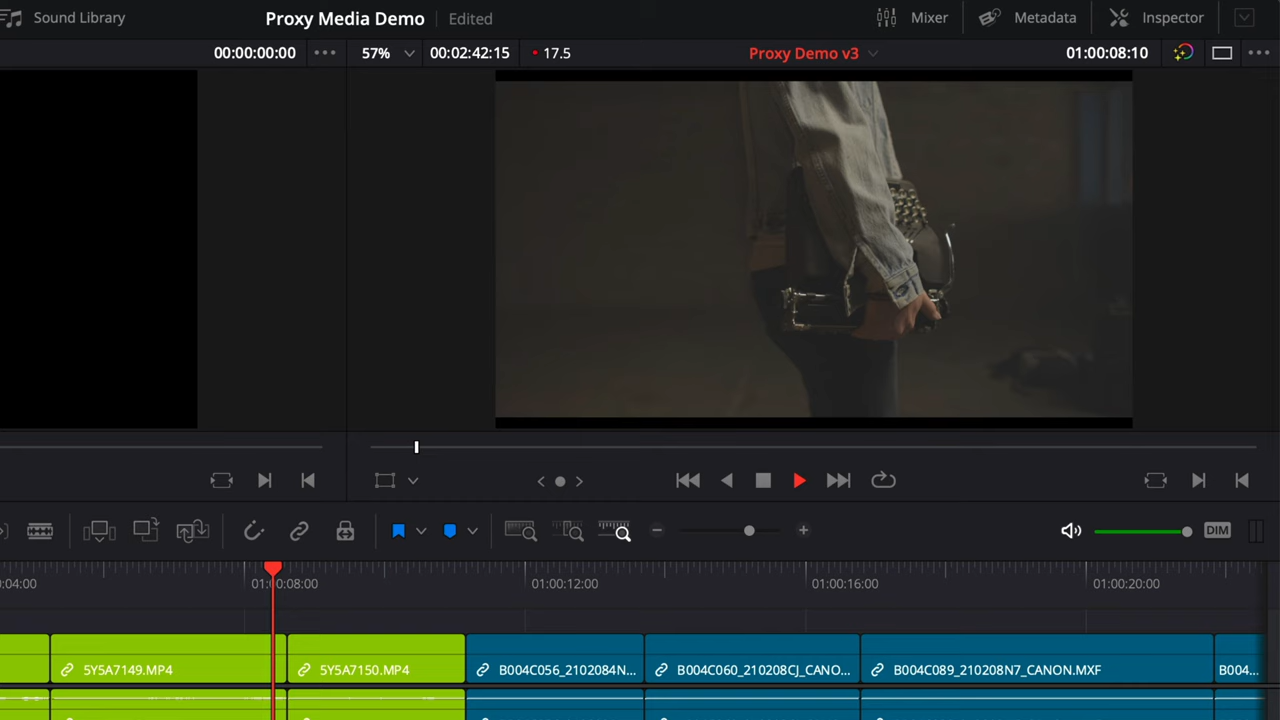 Sound Library
Proxy Media Demo
Edited
Mixer
Metadata
Inspector
00:00:00:00
57%
00:02:42:15
17.5
Proxy Demo v3
01:00:08:10
DIM
:00:04:00
01:00:08:00
01:00:12:00
01:00:16:00
01:00:20:00
5Y5A7149.MP4
5Y5A7150.MP4
B004C056_2102084N...
B004C060_210208CJ_CANO...
B004C089_210208N7_CANON.MXF
B004...